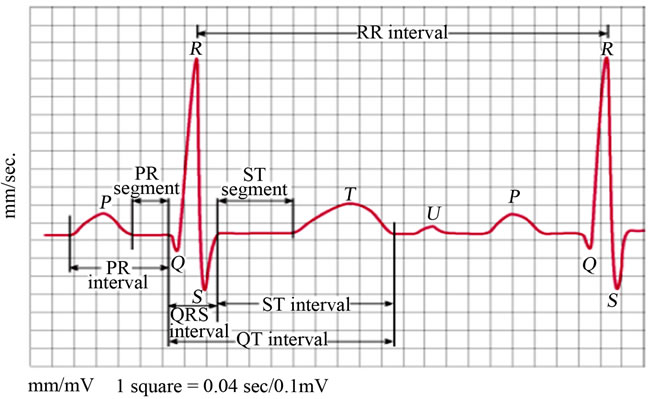 RR interval
R
R
mm/sec.
PR
segment
ST
segment
P
T
U
P
Q
Q
PR
interval
S
S
ST interval
QRS
interval
QT interval
mm/mV 1 square = 0.04 sec/0.1mV